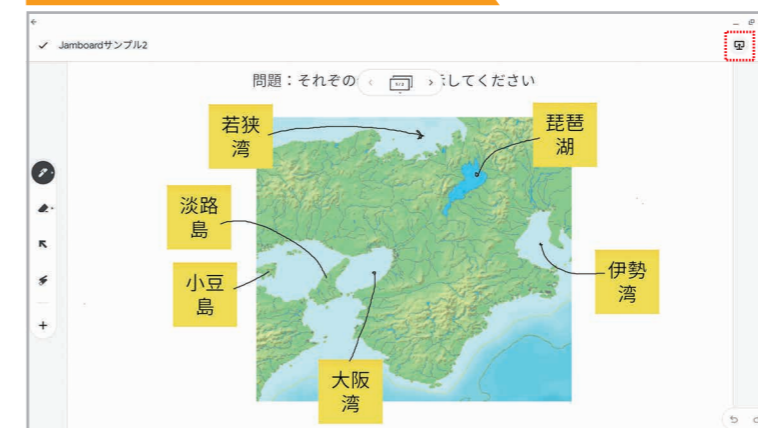 Jamboardサンプル2
問題：それぞの
してください
若狭
湾
琵琶
湖
淡路
島
小豆
島
伊勢
湾
大阪
湾